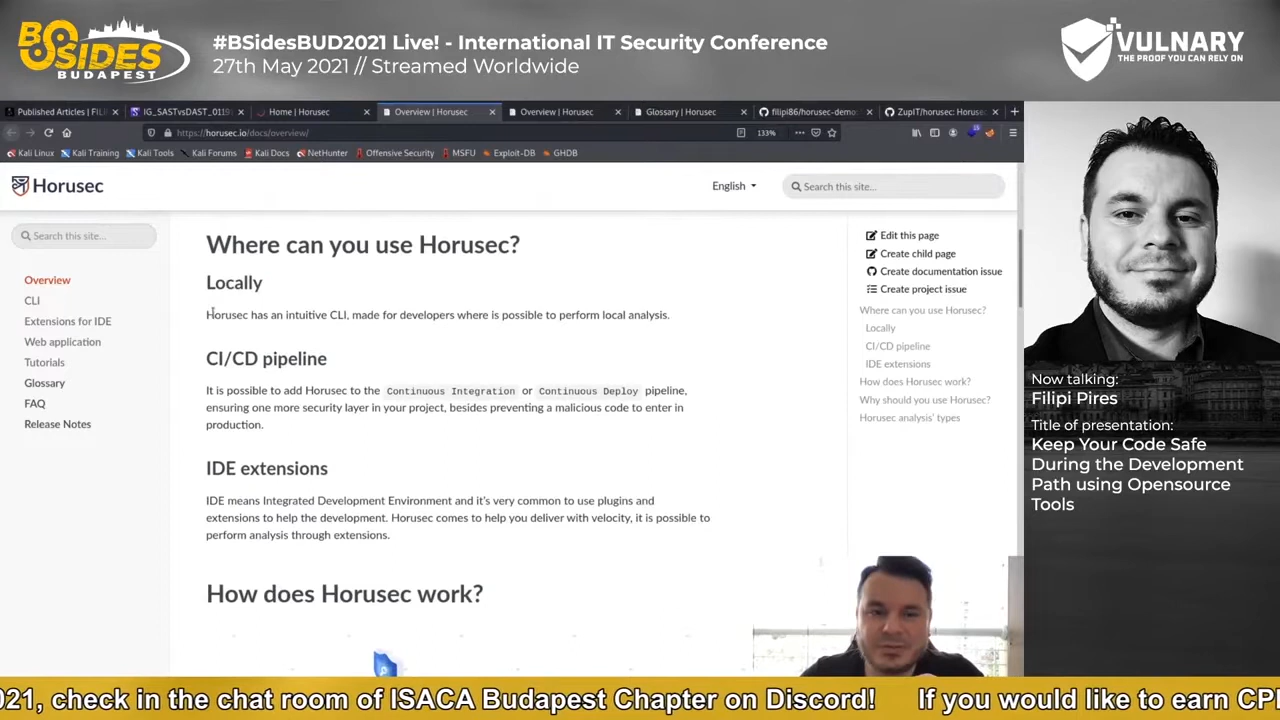 BSIDES
BUDAPEST
#BSidesBUD2021 Live! - International IT Security Conference
27th May 2021 // Streamed Worldwide
VULNARY
THE PROOF YOU CAN RELY ON
Published Articles | FILI
IG_SASTvsDAST_0119
Home | Horusec
Overview | Horusec
Overview | Horusec
Glossary | Horusec
filipi86/horusec-demo
ZupIT/horusec: Horusec
https://horusec.io/docs/overview/
133%
Kali Linux
Kali Training
Kali Tools
Kali Forums
Kali Docs
NetHunter
Offensive Security
MSFU
Exploit-DB
GHDB
Horusec
English
Search this site...
Search this site...
Overview
CLI
Extensions for IDE
Web application
Tutorials
Glossary
FAQ
Release Notes
Where can you use Horusec?
Locally
Horusec has an intuitive CLI, made for developers where is possible to perform local analysis.
CI/CD pipeline
It is possible to add Horusec to the Continuous Integration or Continuous Deploy pipeline,
ensuring one more security layer in your project, besides preventing a malicious code to enter in
production.
IDE extensions
IDE means Integrated Development Environment and it's very common to use plugins and
extensions to help the development. Horusec comes to help you deliver with velocity, it is possible to
perform analysis through extensions.
How does Horusec work?
Edit this page
Create child page
Create documentation issue
Create project issue
Where can you use Horusec?
Locally
CI/CD pipeline
IDE extensions
How does Horusec work?
Why should you use Horusec?
Horusec analysis' types
Now talking:
Filipi Pires
Title of presentation:
Keep Your Code Safe
During the Development
Path using Opensource
Tools
021, check in the chat room of ISACA Budapest Chapter on Discord! If you would like to earn CP